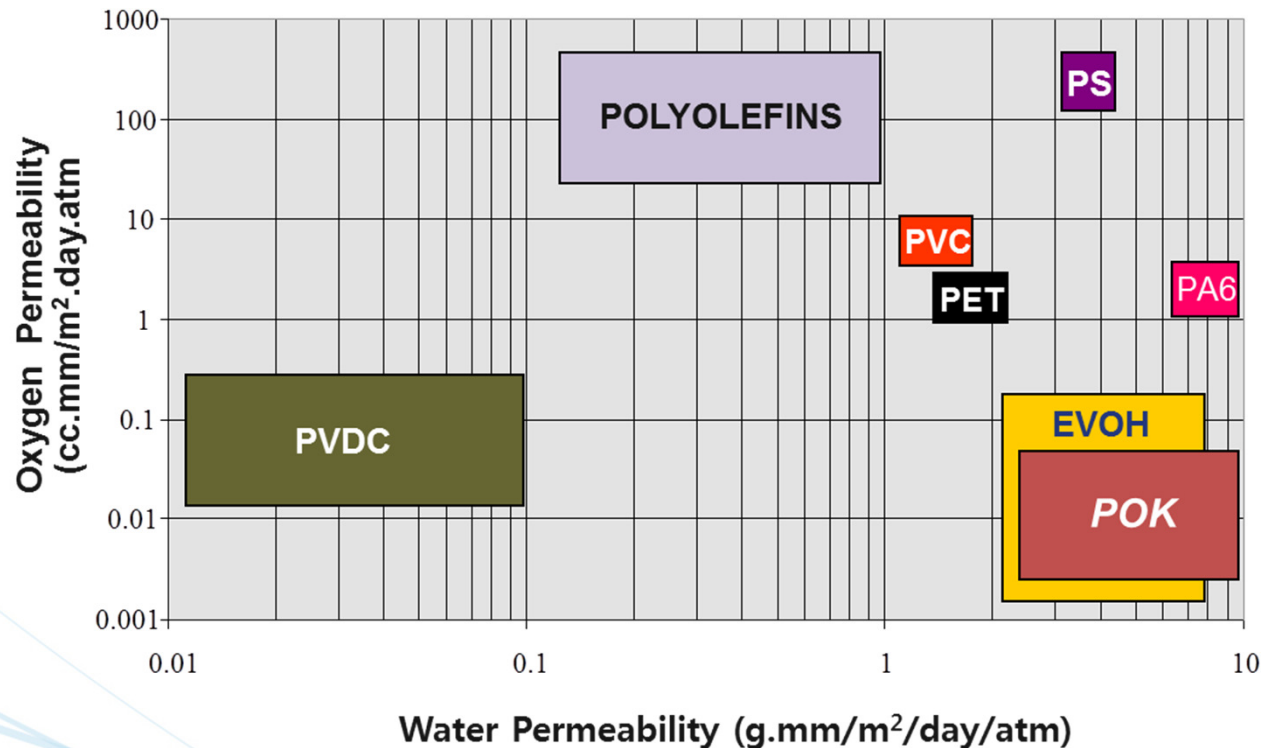 Oxygen Permeability
(cc.mm/m².day.atm
1000
100
10
1
0.1
0.01
0.001
POLYOLEFINS
PS
PVC
PET
PA6
PVDC
EVOH
POK
0.01
0.1
1
10
Water Permeability (g.mm/m²/day/atm)